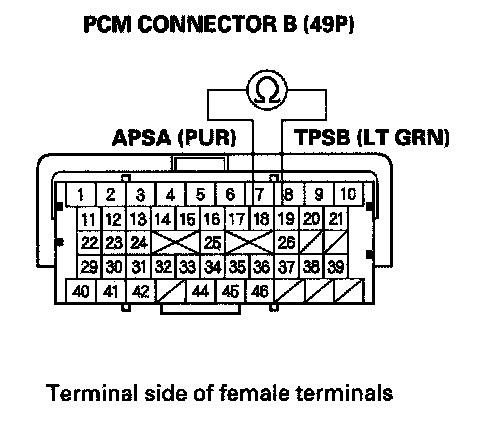 PCM CONNECTOR B (49P)
Ω
APSA (PUR) TPSB (LT GRN)
1 2 3 4 5 6 7 8 9 10
11 12 13 14 15 16 17 18 19 20 21
22 23 24 25 26
29 30 31 32 33 34 35 36 37 38 39
40 41 42 44 45 46
Terminal side of female terminals